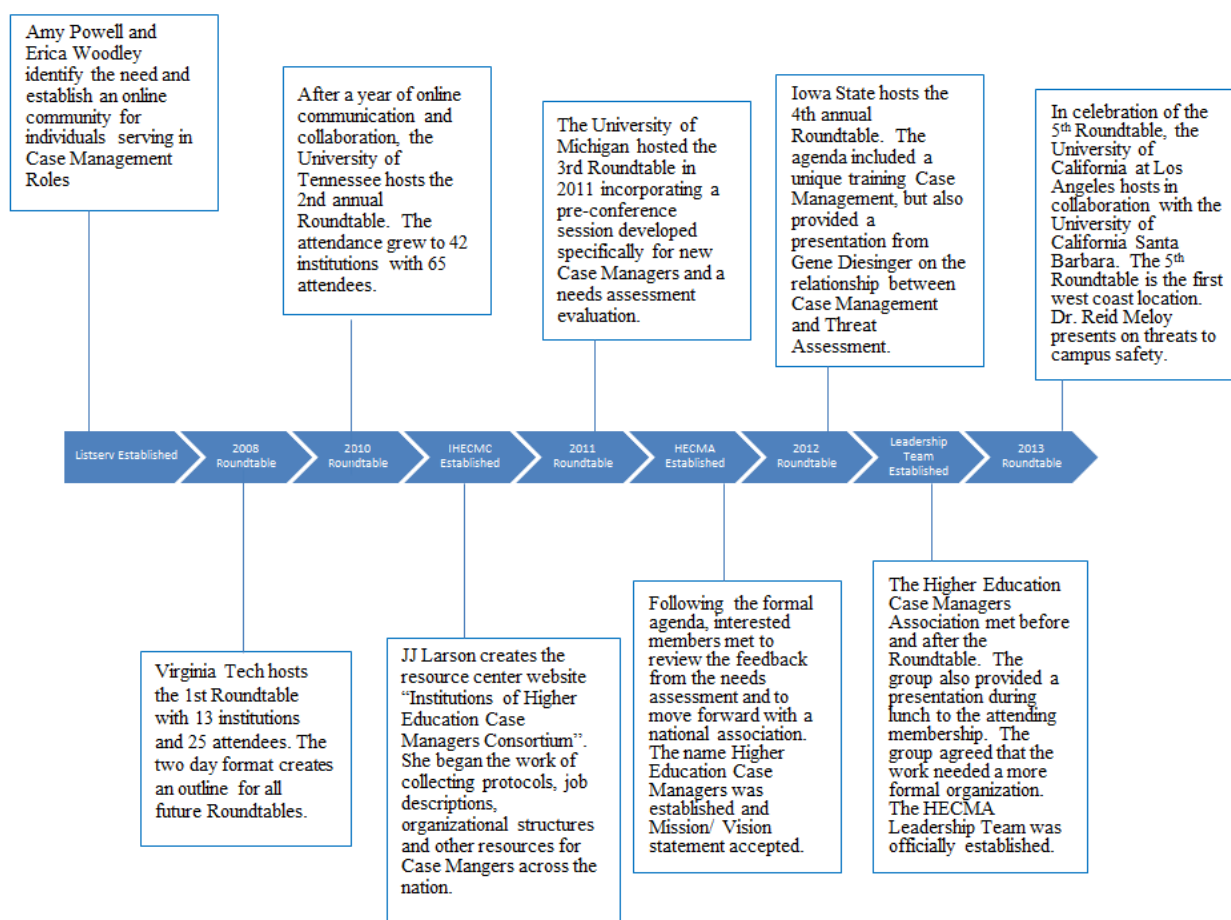 Amy Powell and
Erica Woodley
identify the need and
establish an online
community for
individuals serving in
Case Management
Roles
After a year of online
communication and
collaboration, the
University of
Tennessee hosts the
2nd annual
Roundtable. The
attendance grew to 42
institutions with 65
attendees.
The University of
Michigan hosted the
3rd Roundtable in
2011 incorporating a
pre-conference
session developed
specifically for new
Case Managers and a
needs assessment
evaluation.
Iowa State hosts the
4th annual
Roundtable. The
agenda included a
unique training Case
Management, but also
provided a
presentation from
Gene Diesinger on the
relationship between
Case Management
and Threat
Assessment.
In celebration of the
5th Roundtable, the
University of
California at Los
Angeles hosts in
collaboration with the
University of
California Santa
Barbara. The 5th
Roundtable is the first
west coast location.
Dr. Reid Meloy
presents on threats to
campus safety.
Listserv Established
2008
Roundtable
2010
Roundtable
IHECMC
Established
2011
Roundtable
HECMA
Established
2012
Roundtable
Leadership
Team
Established
2013
Roundtable
Virginia Tech hosts
the 1st Roundtable
with 13 institutions
and 25 attendees. The
two day format creates
an outline for all
future Roundtables.
JJ Larson creates the
resource center website
“Institutions of Higher
Education Case
Managers Consortium”.
She began the work of
collecting protocols, job
descriptions,
organizational structures
and other resources for
Case Mangers across the
nation.
Following the formal
agenda, interested
members met to
review the feedback
from the needs
assessment and to
move forward with a
national association.
The name Higher
Education Case
Managers was
established and
Mission/ Vision
statement accepted.
The Higher Education
Case Managers
Association met before
and after the
Roundtable. The
group also provided a
presentation during
lunch to the attending
membership. The
group agreed that the
work needed a more
formal organization.
The HECMA
Leadership Team was
officially established.